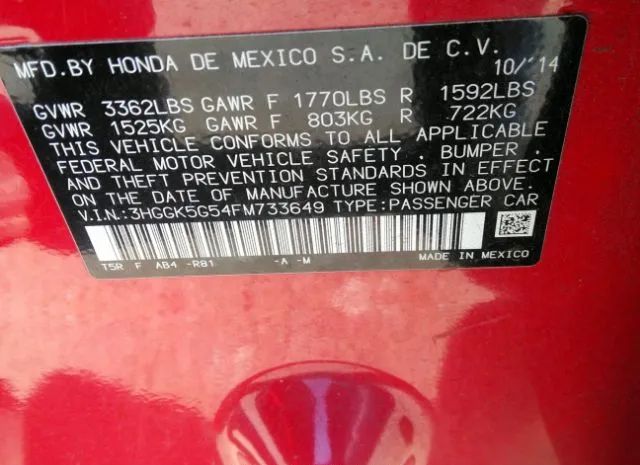 MFD.BY HONDA DE MEXICO S.A. DE C.V.
10/'14
GVWR 3362LBS GAWR F 1770LBS R 1592LBS
GVWR 1525KG GAWR F 803KG R 722KG
THIS VEHICLE CONFORMS TO ALL APPLICABLE
FEDERAL MOTOR VEHICLE SAFETY , BUMPER ,
AND THEFT PREVENTION STANDARDS IN EFFECT
ON THE DATE OF MANUFACTURE SHOWN ABOVE.
V.I.N.:3HGGK5G54FM733649 TYPE:PASSENGER CAR
T5R F AB4 -R81 -A -M MADE IN MEXICO